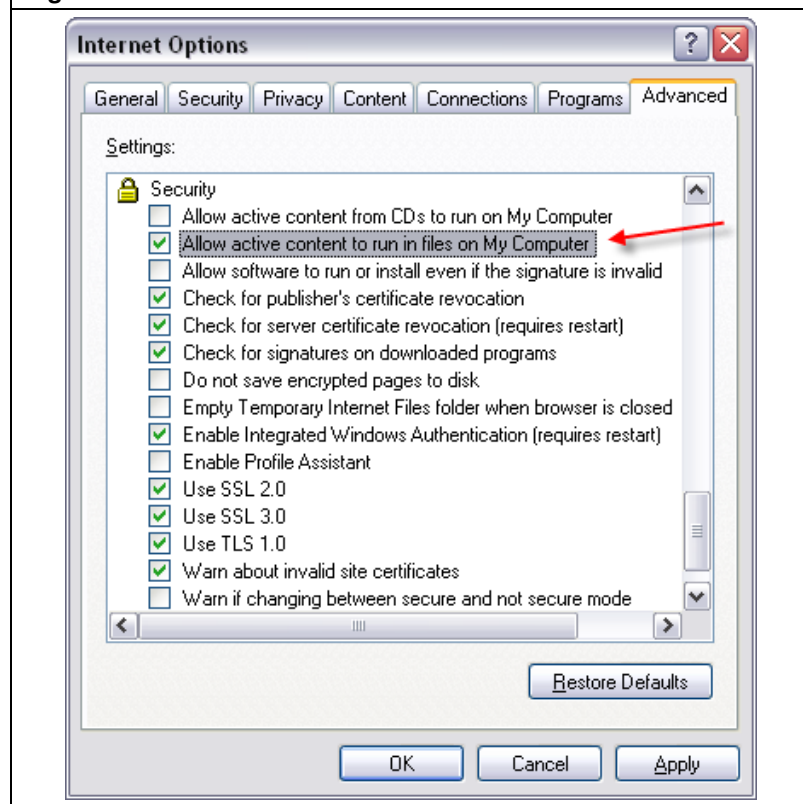 Internet Options
General Security Privacy Content Connections Programs Advanced
Settings:
Security
Allow active content from CDs to run on My Computer
Allow active content to run in files on My Computer
Allow software to run or install even if the signature is invalid
Check for publisher's certificate revocation
Check for server certificate revocation (requires restart)
Check for signatures on downloaded programs
Do not save encrypted pages to disk
Empty Temporary Internet Files folder when browser is closed
Enable Integrated Windows Authentication (requires restart)
Enable Profile Assistant
Use SSL 2.0
Use SSL 3.0
Use TLS 1.0
Warn about invalid site certificates
Warn if changing between secure and not secure mode
Restore Defaults
OK Cancel Apply